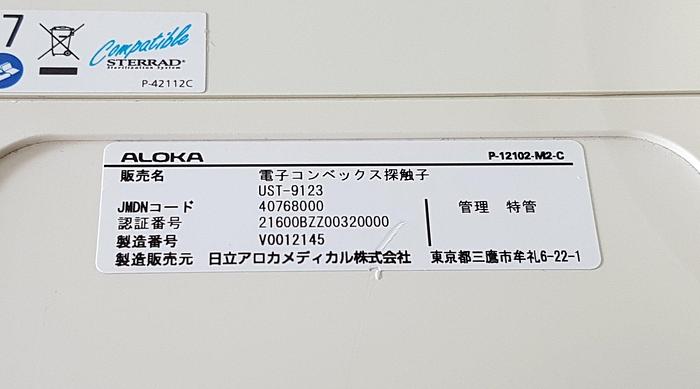 7
Compatible
STERRAD®
Sterilization System
P-42112C
ALOKA P-12102-M2-C
販売名 電子コンベックス探触子
UST-9123
JMDNコード 40768000 管理 特管
認証番号 21600BZZ00320000
製造番号 V0012145
製造販売元 日立アロカメディカル株式会社 東京都三鷹市牟礼6-22-1